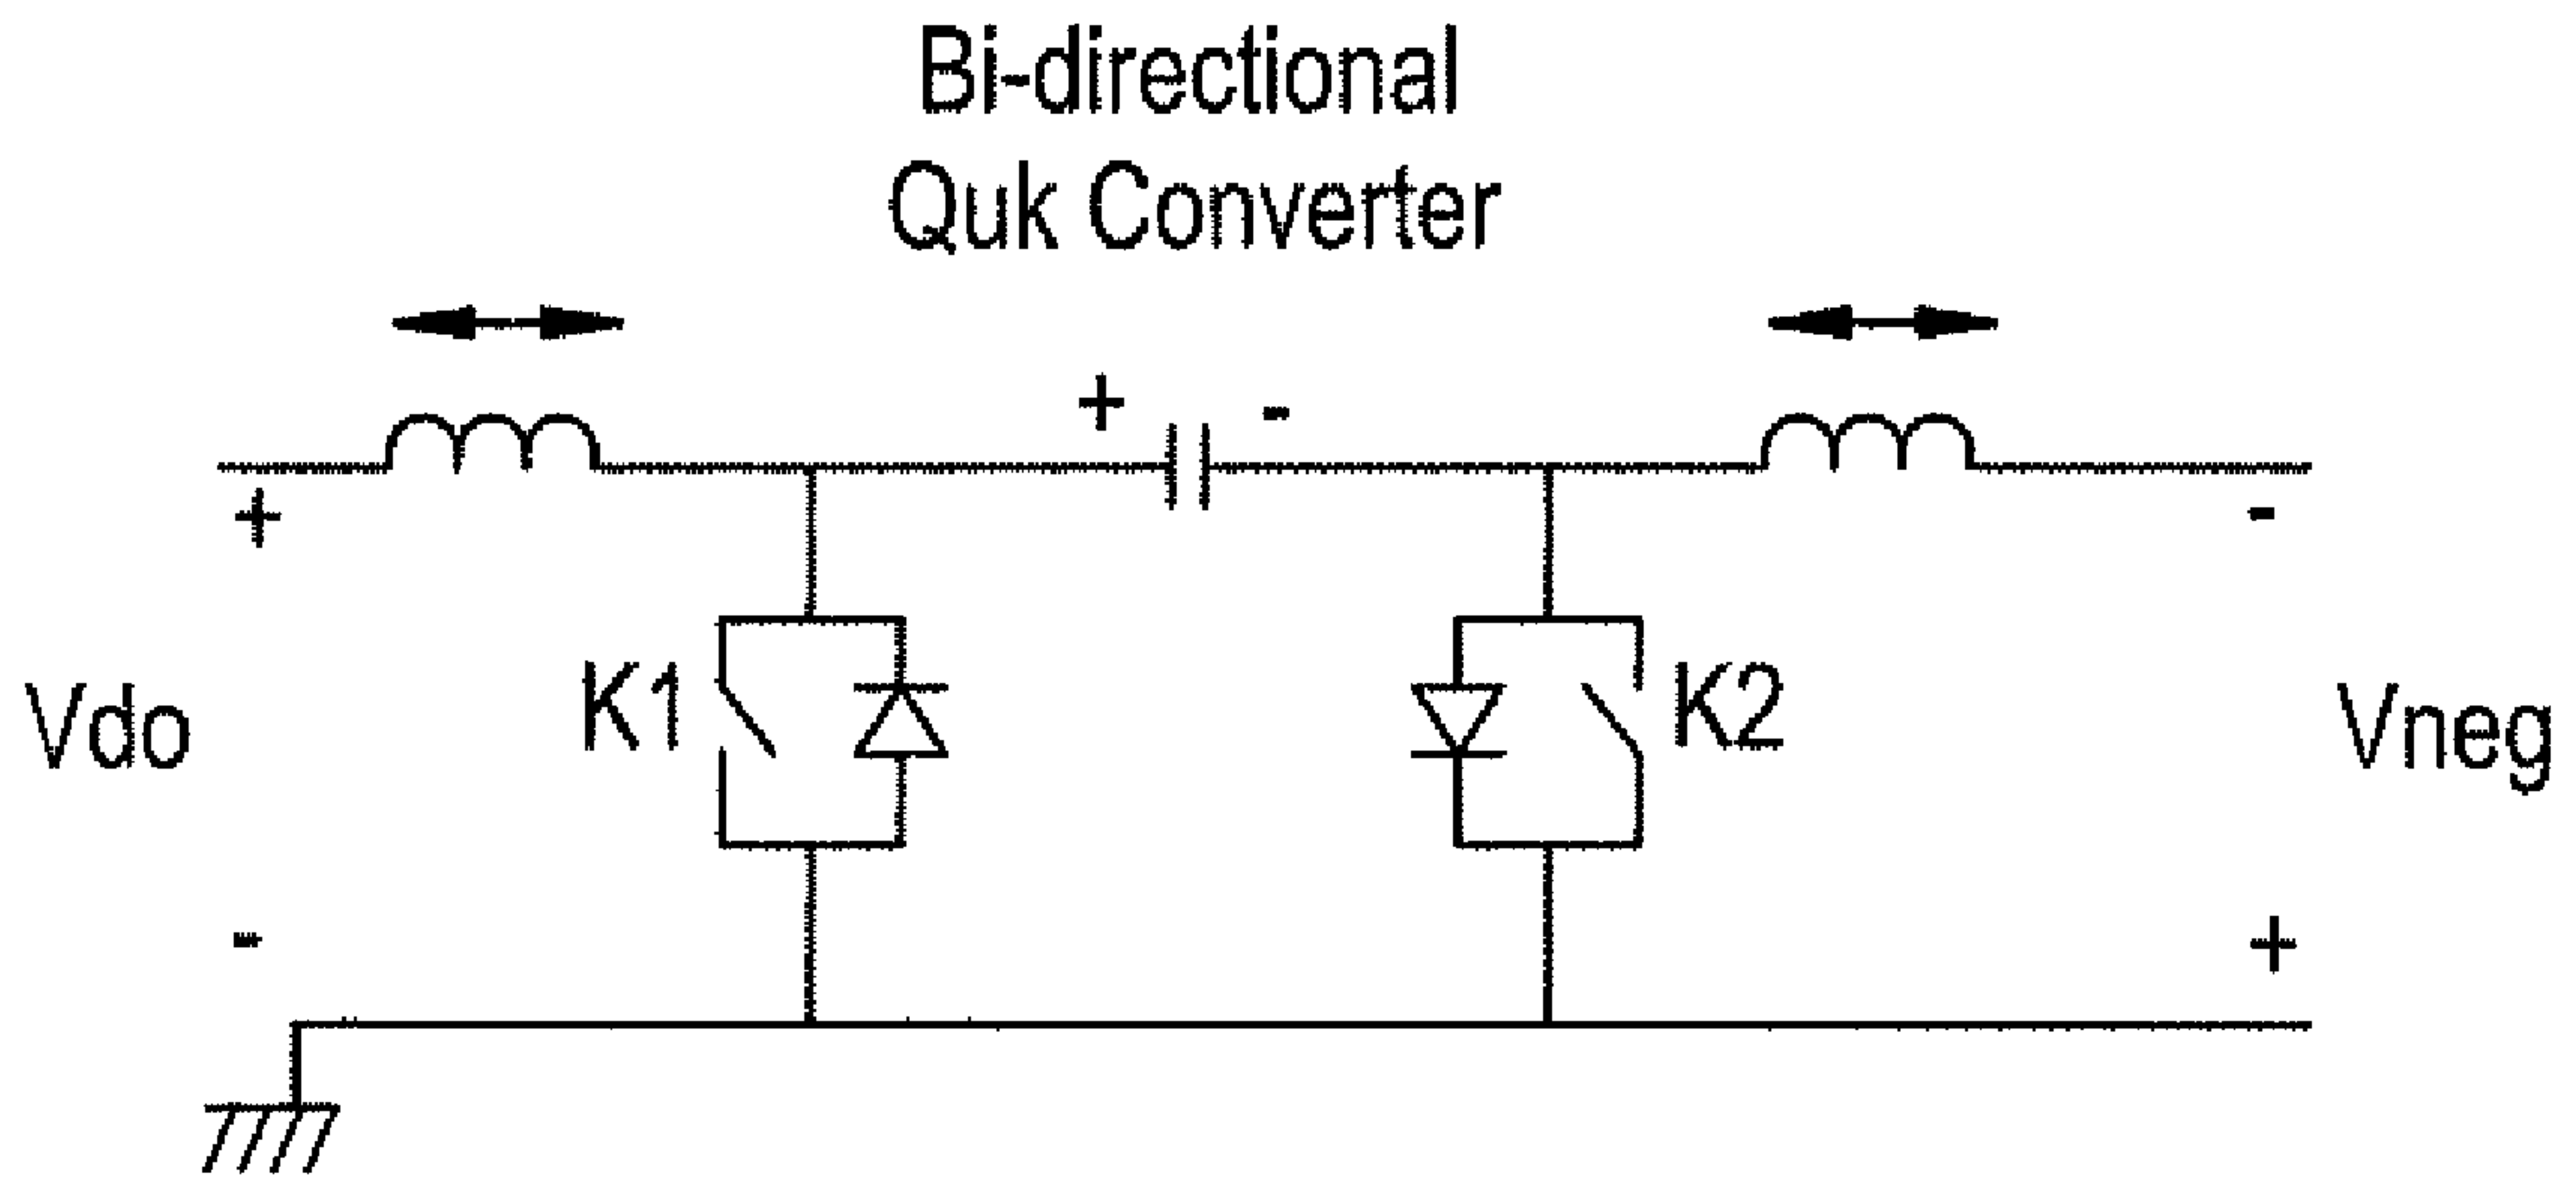 Bi-directional
Quk Converter
+ -
+ -
K1 K2
Vdo Vneg
- +